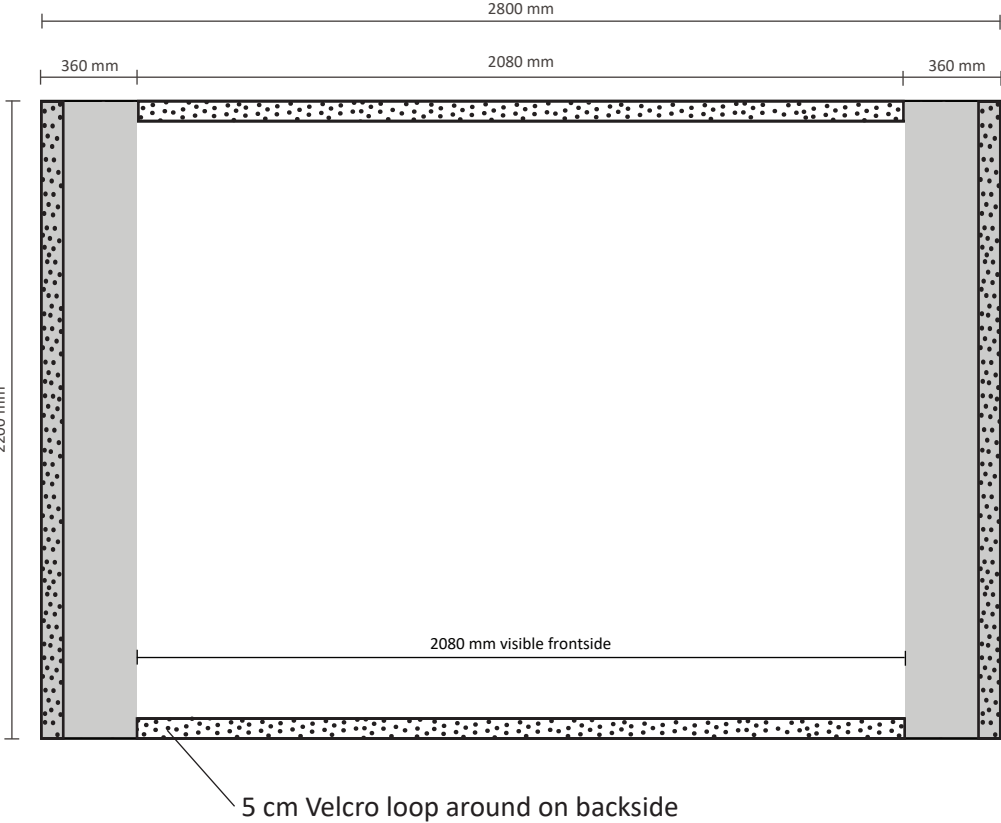 2800 mm
360 mm
2080 mm
360 mm
2080 mm visible frontside
5 cm Velcro loop around on backside